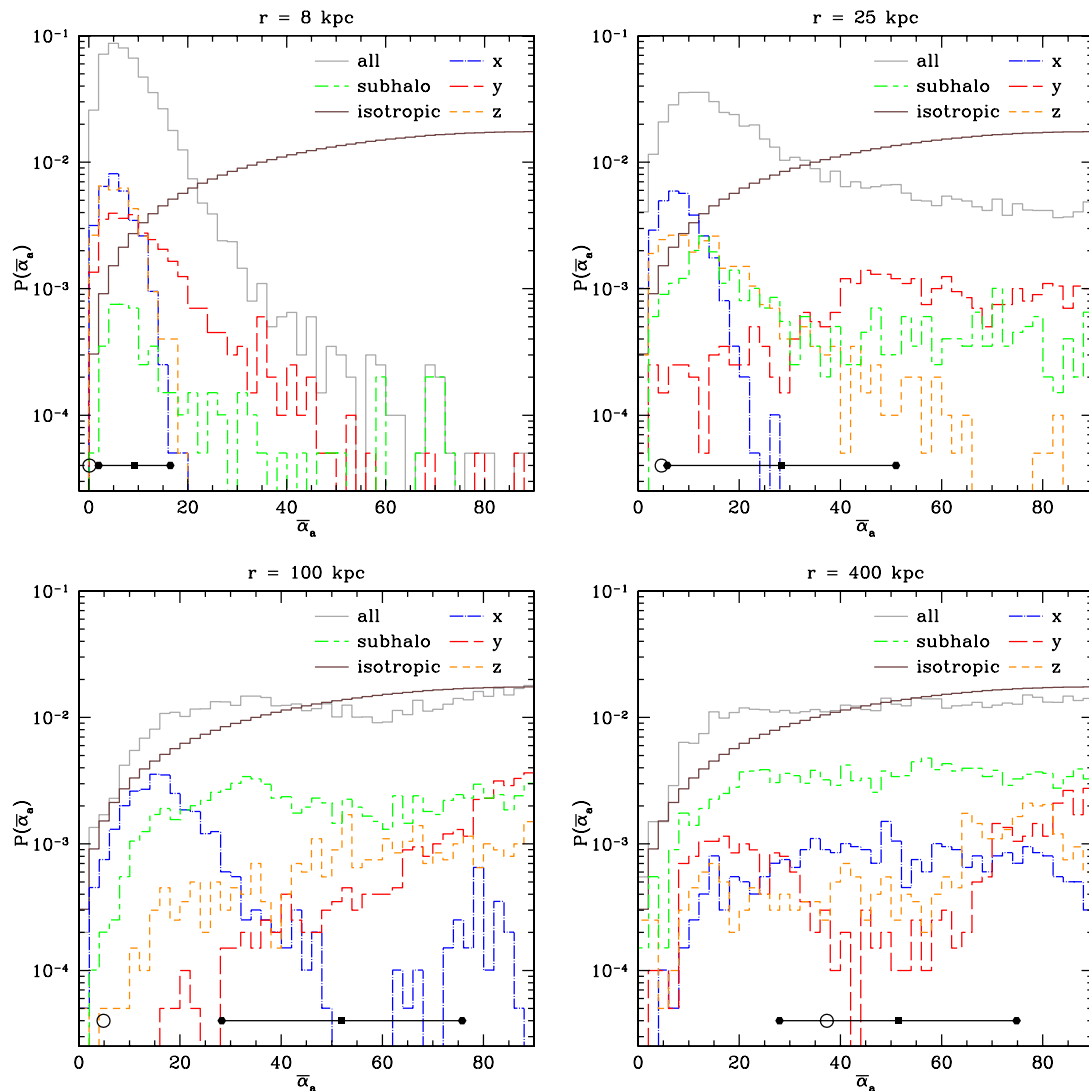 r = 8 kpc
10⁻¹
10⁻²
10⁻³
10⁻⁴
P(ᾱₐ)
all
subhalo
isotropic
x
y
z
0 20 40 60 80
ᾱₐ
r = 25 kpc
10⁻¹
10⁻²
10⁻³
10⁻⁴
P(ᾱₐ)
all
subhalo
isotropic
x
y
z
0 20 40 60 80
ᾱₐ
r = 100 kpc
10⁻¹
10⁻²
10⁻³
10⁻⁴
P(ᾱₐ)
all
subhalo
isotropic
x
y
z
0 20 40 60 80
ᾱₐ
r = 400 kpc
10⁻¹
10⁻²
10⁻³
10⁻⁴
P(ᾱₐ)
all
subhalo
isotropic
x
y
z
0 20 40 60 80
ᾱₐ